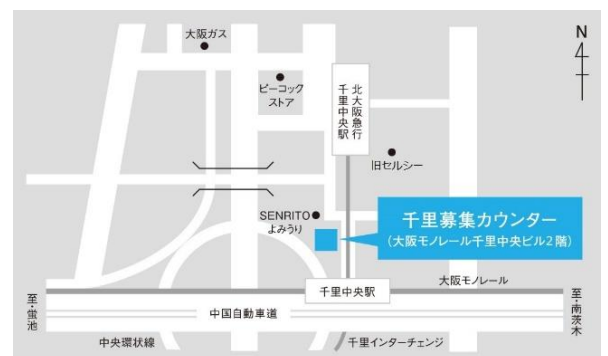 大阪ガス
N
ピーコック
ストア
北大阪急行
千里中央駅
旧セルシー
SENRITO
よみうり
千里募集カウンター
(大阪モノレール千里中央ビル2階)
千里中央駅
大阪モノレール
至・蛍池
中国自動車道
至・南茨木
中央環状線
千里インターチェンジ